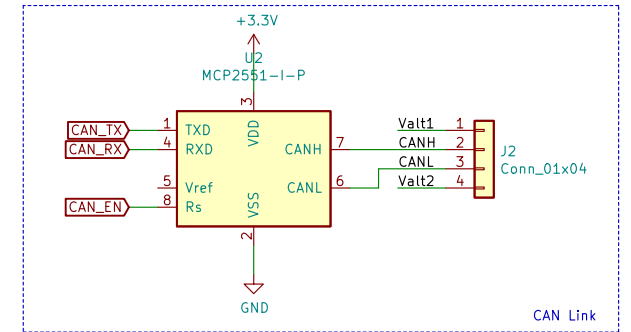 +3.3V
U2
MCP2551-I-P
3
VDD
CAN_TX 1 TXD
CAN_RX 4 RXD
5 Vref
CAN_EN 8 Rs
CANH 7
CANL 6
VSS
2
GND
Valt1 1
CANH 2
CANL 3
Valt2 4
J2
Conn_01x04
CAN Link